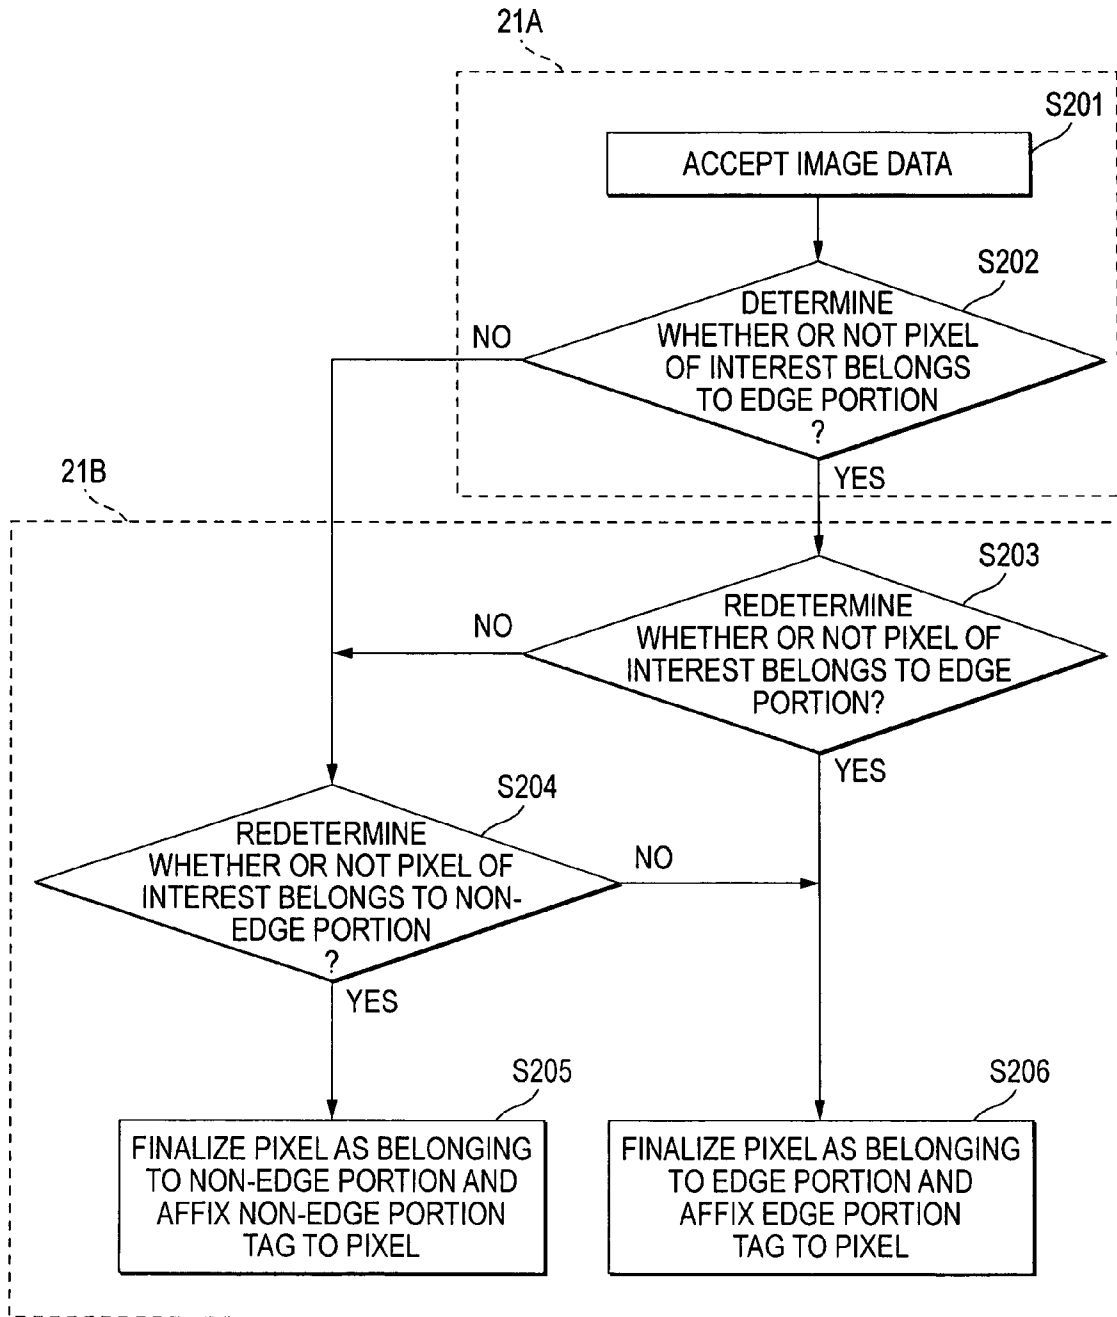 21A
S201
ACCEPT IMAGE DATA
S202
DETERMINE
WHETHER OR NOT PIXEL
OF INTEREST BELONGS
TO EDGE PORTION
?
NO
YES
21B
S203
REDETERMINE
WHETHER OR NOT PIXEL OF
INTEREST BELONGS TO EDGE
PORTION?
NO
YES
S204
REDETERMINE
WHETHER OR NOT PIXEL OF
INTEREST BELONGS TO NON-
EDGE PORTION
?
NO
YES
S205
FINALIZE PIXEL AS BELONGING
TO NON-EDGE PORTION AND
AFFIX NON-EDGE PORTION
TAG TO PIXEL
S206
FINALIZE PIXEL AS BELONGING
TO EDGE PORTION AND
AFFIX EDGE PORTION
TAG TO PIXEL